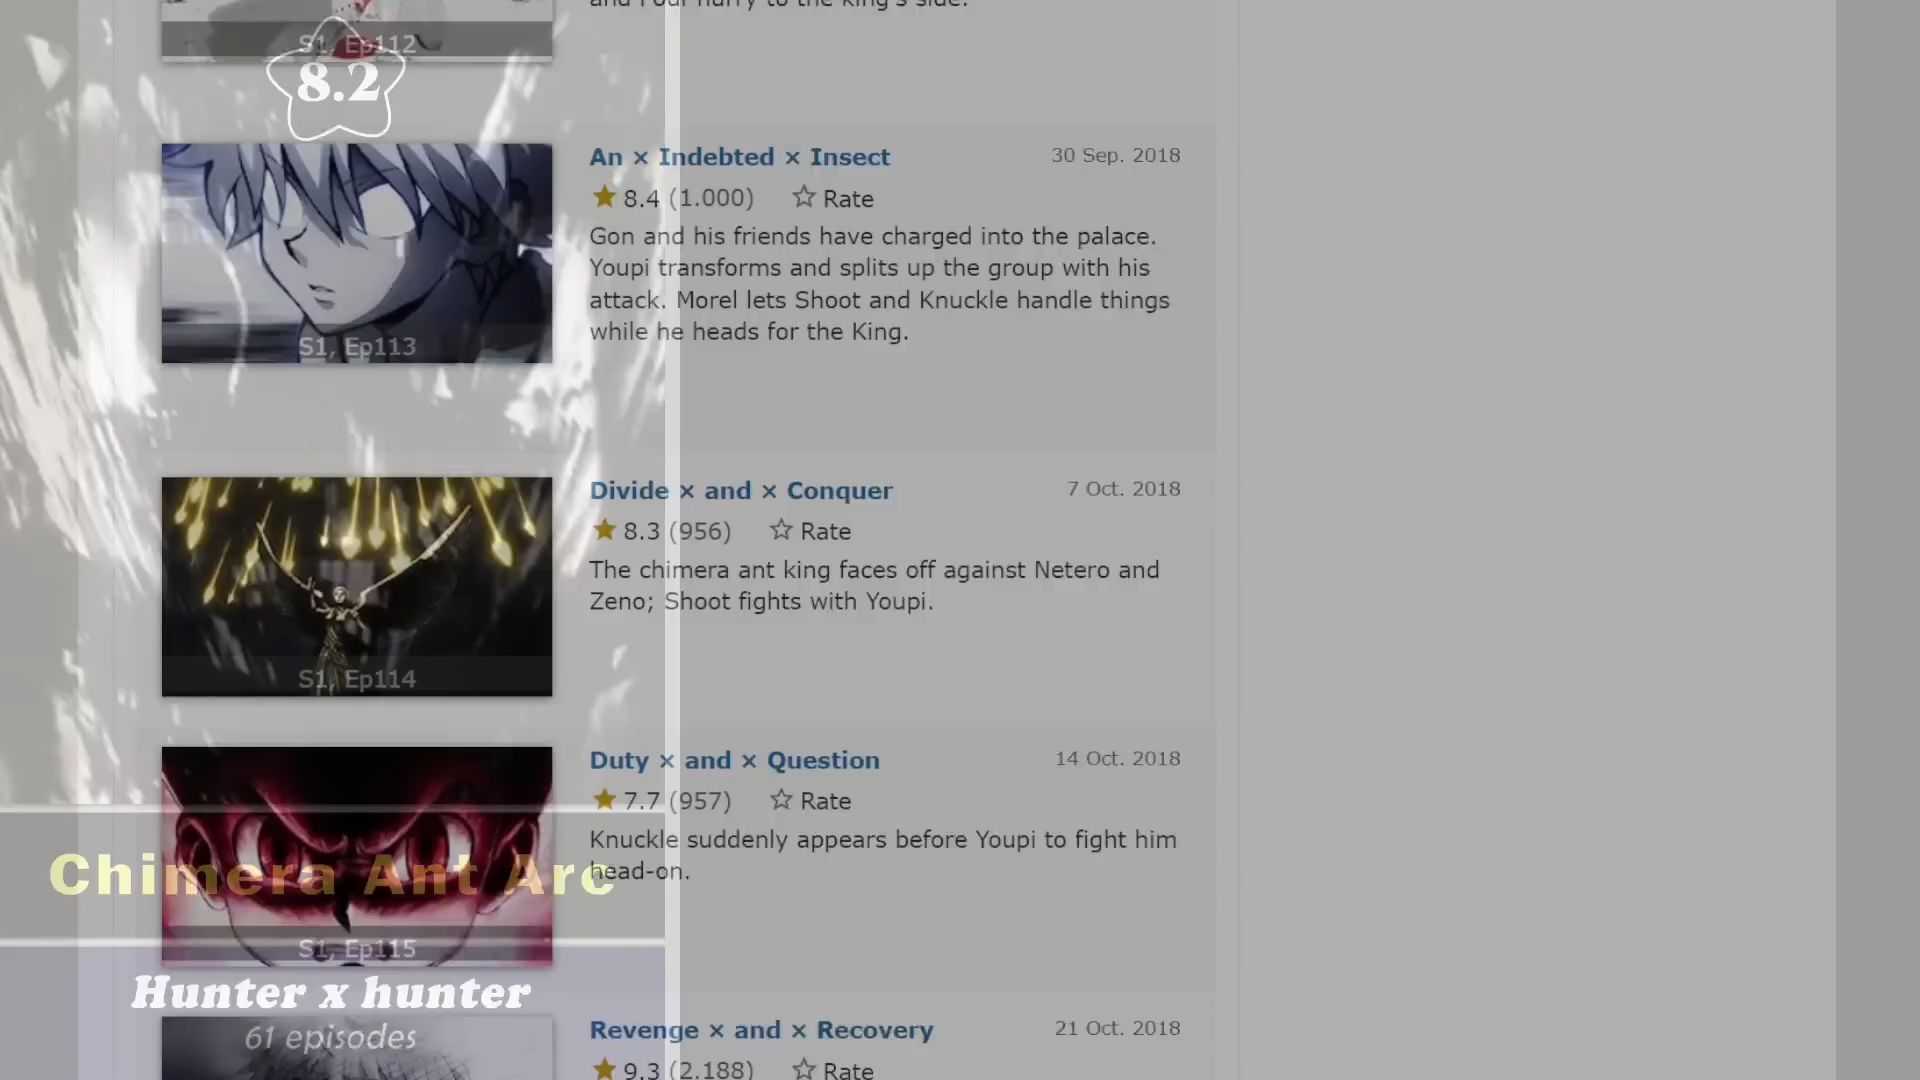 S1, Ep112
8.2
An × Indebted × Insect
30 Sep. 2018
8.4 (1.000) Rate
Gon and his friends have charged into the palace.
Youpi transforms and splits up the group with his
attack. Morel lets Shoot and Knuckle handle things
while he heads for the King.
S1, Ep113
Divide × and × Conquer
7 Oct. 2018
8.3 (956) Rate
The chimera ant king faces off against Netero and
Zeno; Shoot fights with Youpi.
S1, Ep114
Duty × and × Question
14 Oct. 2018
7.7 (957) Rate
Knuckle suddenly appears before Youpi to fight him
head-on.
Chimera Ant Arc
S1, Ep115
Hunter x hunter
61 episodes
Revenge × and × Recovery
21 Oct. 2018
9.3 (2.188) Rate